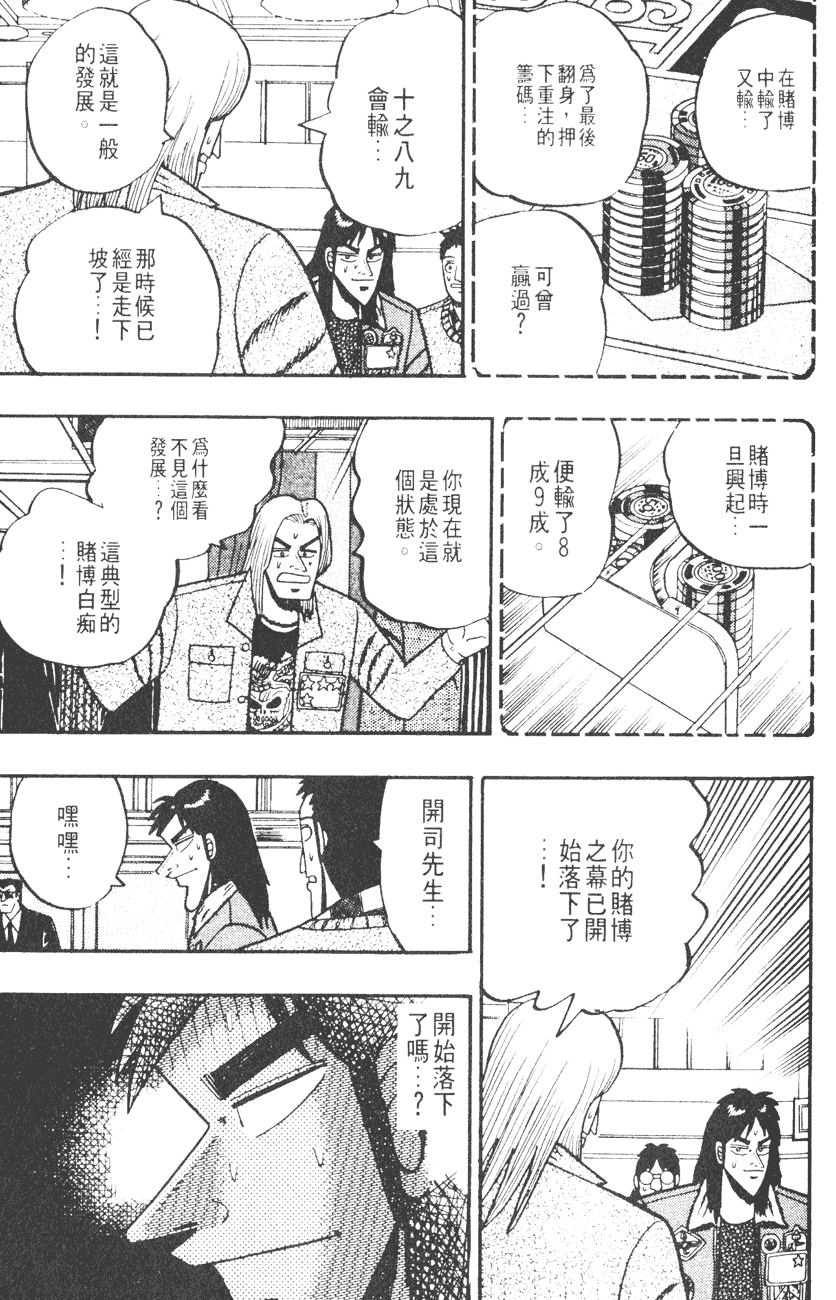 在賭博
中輸了
又輸…
為了最後
翻身，押
下重注的
籌碼…
可曾
贏過？
十之八九
會輸…
這就是一般
的發展。
那時候已
經是走下
坡了…！
賭博時一
旦興起…
便輸了8
成9成。
你現在就
是處於這
個狀態。
為什麼看
不見這個
發展…？
這典型的
賭博白痴
…！
你的賭博
之幕已開
始落下了
…！
開司先生…
嘿
嘿…
開始落下
了嗎…？